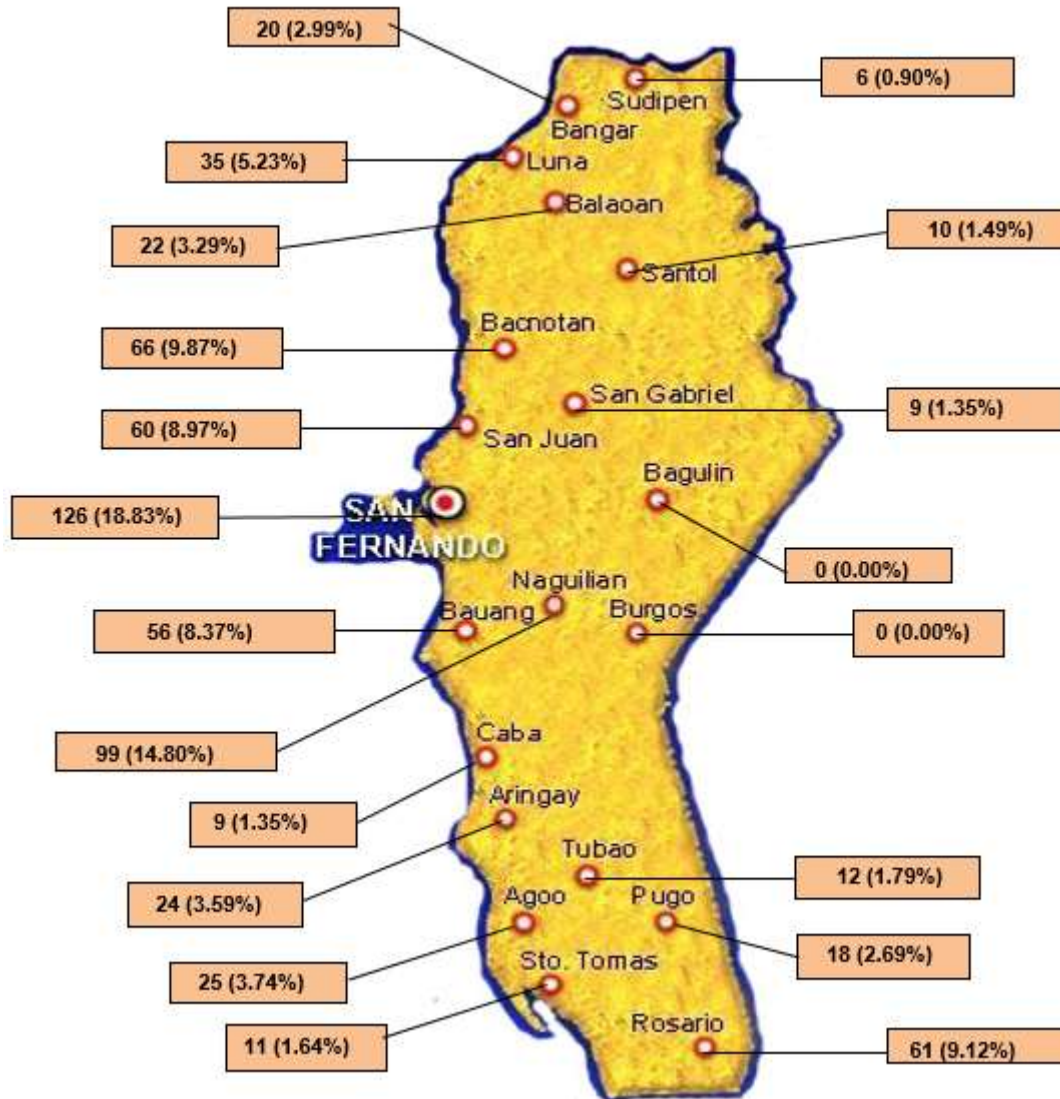 20 (2.99%)
6 (0.90%)
Sudipen
Bangar
35 (5.23%)
Luna
22 (3.29%)
Balaoan
10 (1.49%)
Santol
Bacnotan
66 (9.87%)
San Gabriel
9 (1.35%)
60 (8.97%)
San Juan
Bagulin
126 (18.83%)
SAN
FERNANDO
0 (0.00%)
Naguilian
56 (8.37%)
Bauang
Burgos
0 (0.00%)
99 (14.80%)
Caba
9 (1.35%)
Aringay
Tubao
12 (1.79%)
24 (3.59%)
Agoo
Pugo
18 (2.69%)
25 (3.74%)
Sto. Tomas
11 (1.64%)
Rosario
61 (9.12%)